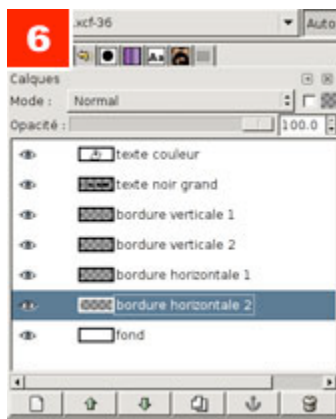 6
.xcf-36
Auto
Aa
Calques
Mode : Normal
Opacité : 100.0
texte couleur
texte noir grand
bordure verticale 1
bordure verticale 2
bordure horizontale 1
bordure horizontale 2
fond